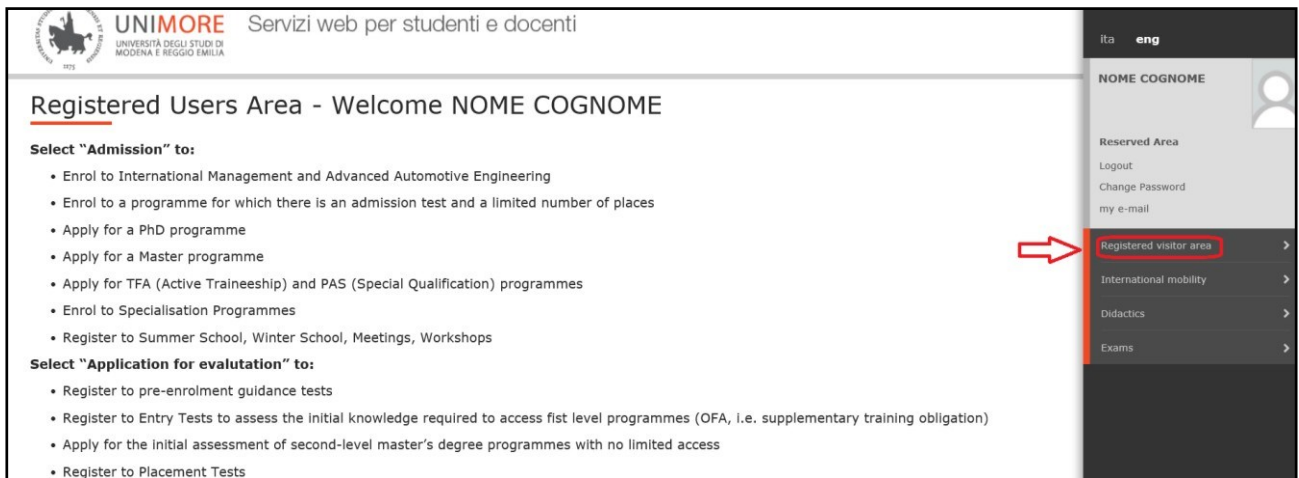 UNIMORE
UNIVERSITÀ DEGLI STUDI DI
MODENA E REGGIO EMILIA
1175
Servizi web per studenti e docenti
Registered Users Area - Welcome NOME COGNOME
Select “Admission” to:
• Enrol to International Management and Advanced Automotive Engineering
• Enrol to a programme for which there is an admission test and a limited number of places
• Apply for a PhD programme
• Apply for a Master programme
• Apply for TFA (Active Traineeship) and PAS (Special Qualification) programmes
• Enrol to Specialisation Programmes
• Register to Summer School, Winter School, Meetings, Workshops
Select “Application for evalutation” to:
• Register to pre-enrolment guidance tests
• Register to Entry Tests to assess the initial knowledge required to access fist level programmes (OFA, i.e. supplementary training obligation)
• Apply for the initial assessment of second-level master’s degree programmes with no limited access
• Register to Placement Tests
ita eng
NOME COGNOME
Reserved Area
Logout
Change Password
my e-mail
Registered visitor area
International mobility
Didactics
Exams